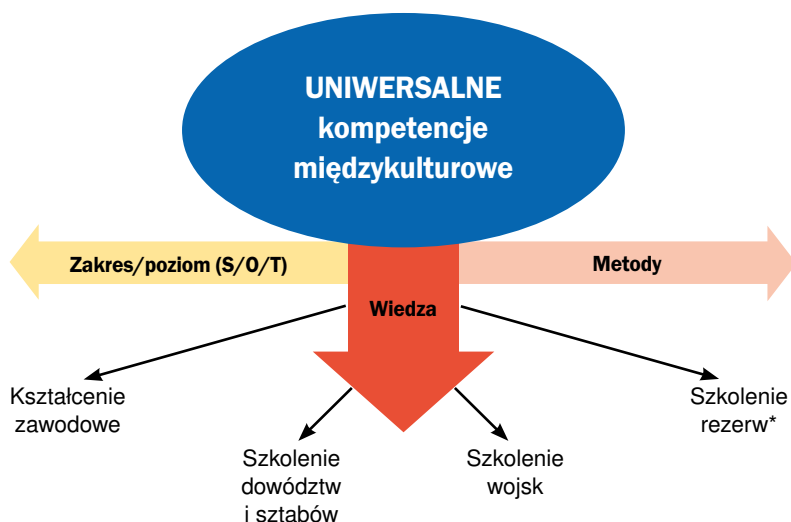 UNIWERSALNE
kompetencje
międzykulturowe
Zakres/poziom (S/O/T)
Metody
Wiedza
Kształcenie
zawodowe
Szkolenie
rezerw*
Szkolenie
dowództw
i sztabów
Szkolenie
wojsk